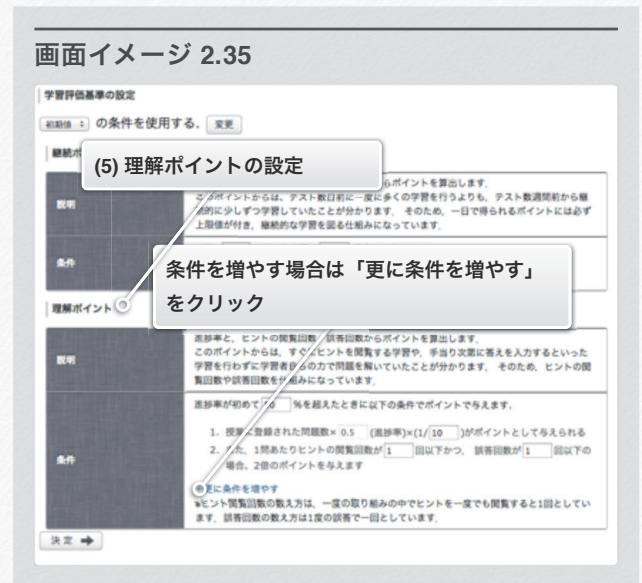 画面イメージ 2.35
学習評価基準の設定
初期値 の条件を使用する. 変更
継続ポ
(5) 理解ポイントの設定
説明
らポイントを算出します.
このポイントからは、テスト数日前に一度に多くの学習を行うよりも、テスト数週間前から継
続的に少しずつ学習していたことが分かります. そのため、一日で得られるポイントには必ず
上限値が付き、継続的な学習を図る仕組みになっています.
条件
条件を増やす場合は「更に条件を増やす」
をクリック
理解ポイント
説明
進捗率と、ヒントの閲覧回数、誤答回数からポイントを算出します.
このポイントからは、すぐにヒントを閲覧する学習や、手当り次第に答えを入力するといった
学習を行わずに学習者自らの力で問題を解いていたことが分かります. そのため、ヒントの閲
覧回数や誤答回数を仕組みになっています.
条件
進捗率が初めて 50 %を超えたときに以下の条件でポイントで与えます.
1. 授業に登録された問題数× 0.5 (進捗率)×(1/ 10 )がポイントとして与えられる
2. また、1問あたりヒントの閲覧回数が 1 回以下かつ、誤答回数が 1 回以下の
場合、2倍のポイントを与えます
更に条件を増やす
※ヒント閲覧回数の数え方は、一度の取り組みの中でヒントを一度でも閲覧すると1回としてい
ます. 誤答回数の数え方は1度の誤答で一回としています.
決定